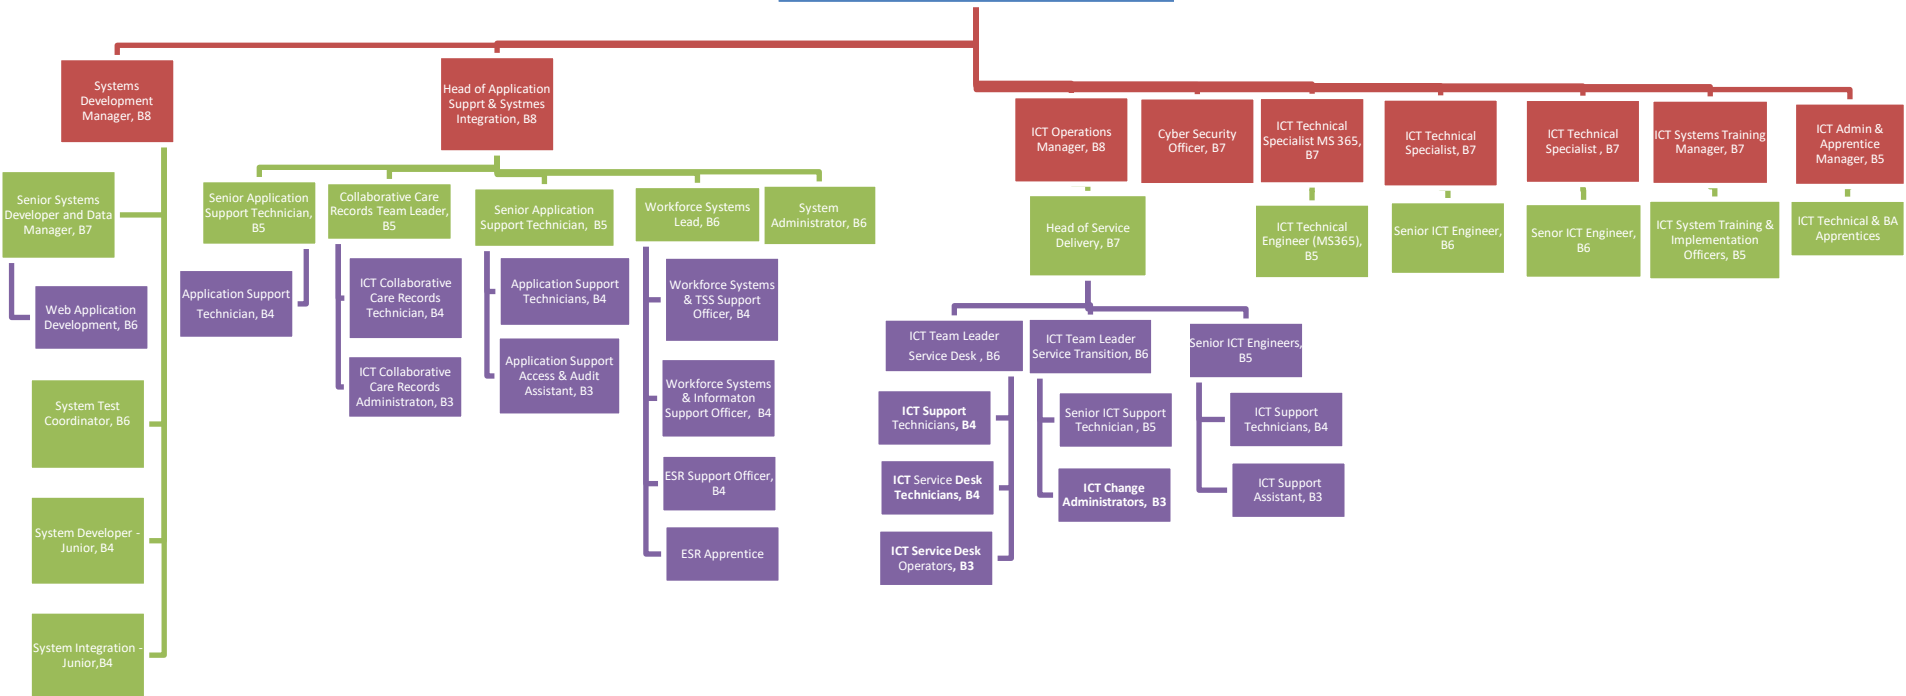 Systems
Development
Manager, B8
Head of Application
Supprt & Systmes
Integration, B8
ICT Operations
Manager, B8
Cyber Security
Officer, B7
ICT Technical
Specialist MS 365,
B7
ICT Technical
Specialist, B7
ICT Technical
Specialist , B7
ICT Systems Training
Manager, B7
ICT Admin &
Apprentice
Manager, B5
Senior Systems
Developer and Data
Manager, B7
Senior Application
Support Technician,
B5
Collaborative Care
Records Team Leader,
B5
Senior Application
Support Technician, B5
Workforce Systems
Lead, B6
System
Administrator, B6
Head of Service
Delivery, B7
ICT Technical
Engineer (MS365),
B5
Senior ICT Engineer,
B6
Senor ICT Engineer,
B6
ICT System Training &
Implementation
Officers, B5
ICT Technical & BA
Apprentices
Web Application
Development, B6
Application Support
Technician, B4
ICT Collaborative
Care Records
Technician, B4
Application Support
Technicians, B4
Workforce Systems
& TSS Support
Officer, B4
ICT Team Leader
Service Desk , B6
ICT Team Leader
Service Transition, B6
Senior ICT Engineers,
B5
System Test
Coordinator, B6
ICT Collaborative
Care Records
Administraton, B3
Application Support
Access & Audit
Assistant, B3
Workforce Systems
& Informaton
Support Officer, B4
ICT Support
Technicians, B4
Senior ICT Support
Technician , B5
ICT Support
Technicians, B4
ESR Support Officer,
B4
ICT Service Desk
Technicians, B4
ICT Change
Administrators, B3
ICT Support
Assistant, B3
System Developer -
Junior, B4
ESR Apprentice
ICT Service Desk
Operators, B3
System Integration -
Junior,B4